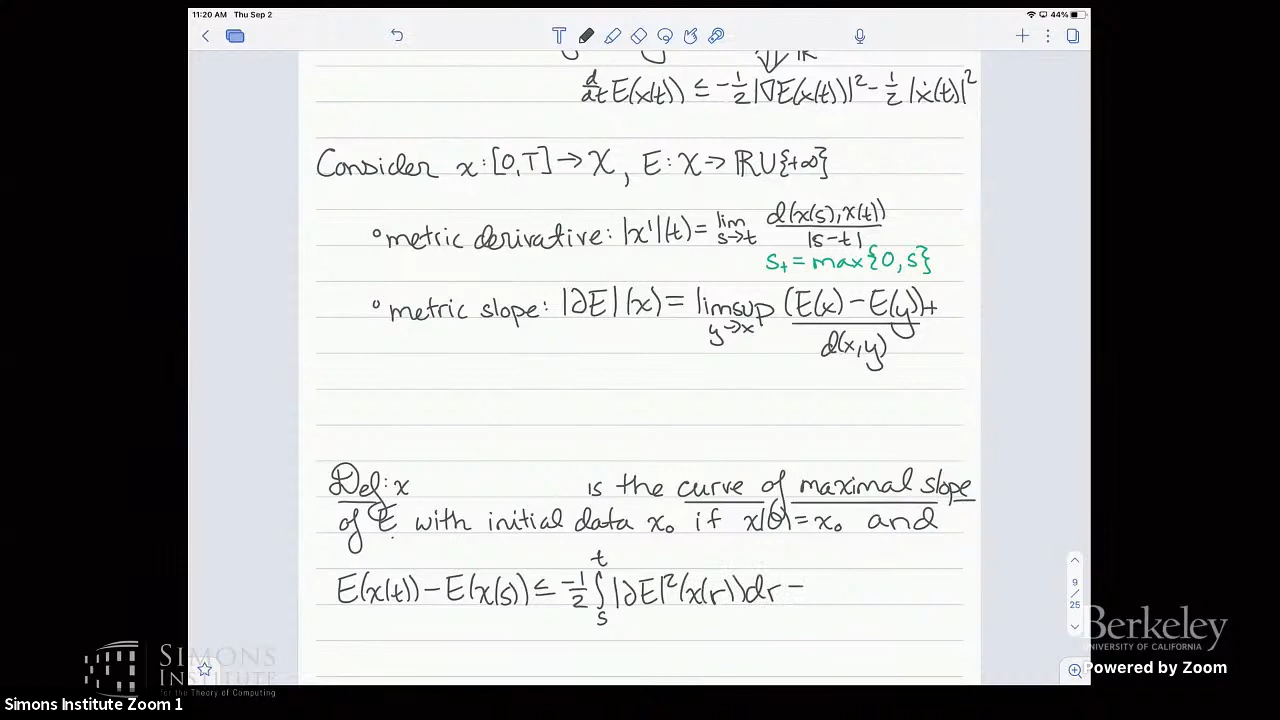 11:20 AM Thu Sep 2
44%
d/dt E(x(t)) ≤ -1/2 |∇E(x(t))|² - 1/2 |ẋ(t)|²
Consider x:[0,T]→X, E:X→ℝU{+∞}
°metric derivative: |x'|(t) = lim s→t d(x(s),x(t)) / |s-t|
s₊ = max{0,s}
°metric slope: |∂E|(x) = limsup y→x (E(x)-E(y))+ / d(x,y)
Def: x is the curve of maximal slope
of E with initial data x₀ if x(0)=x₀ and
E(x(t)) - E(x(s)) ≤ -1/2 ∫ₛᵗ |∂E|²(x(r))dr -
9
/
25
SIMONS
INSTITUTE
for the Theory of Computing
Berkeley
UNIVERSITY OF CALIFORNIA
Powered by Zoom
Simons Institute Zoom 1